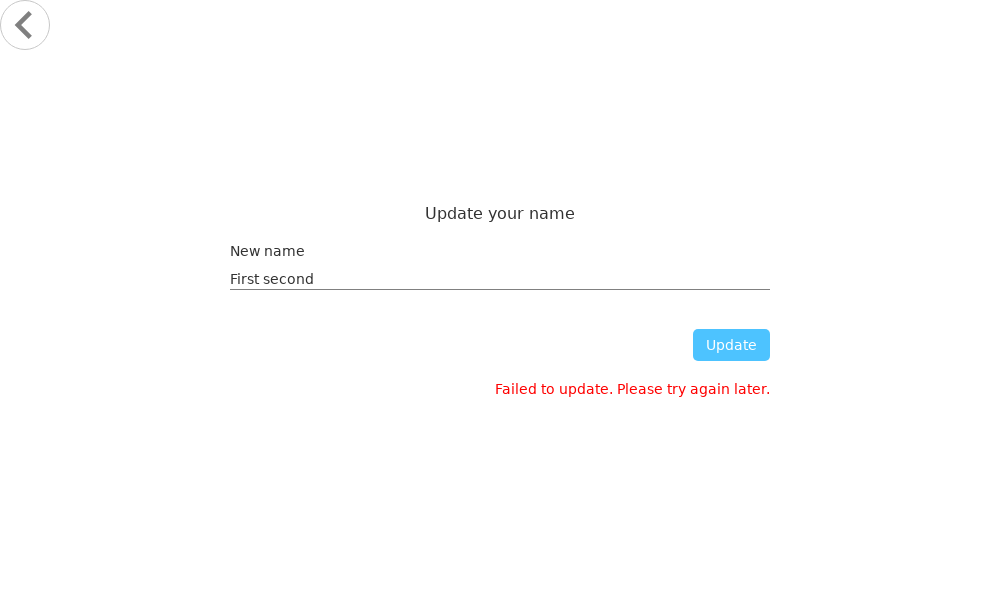 Update your name
New name
First second
Update
Failed to update. Please try again later.